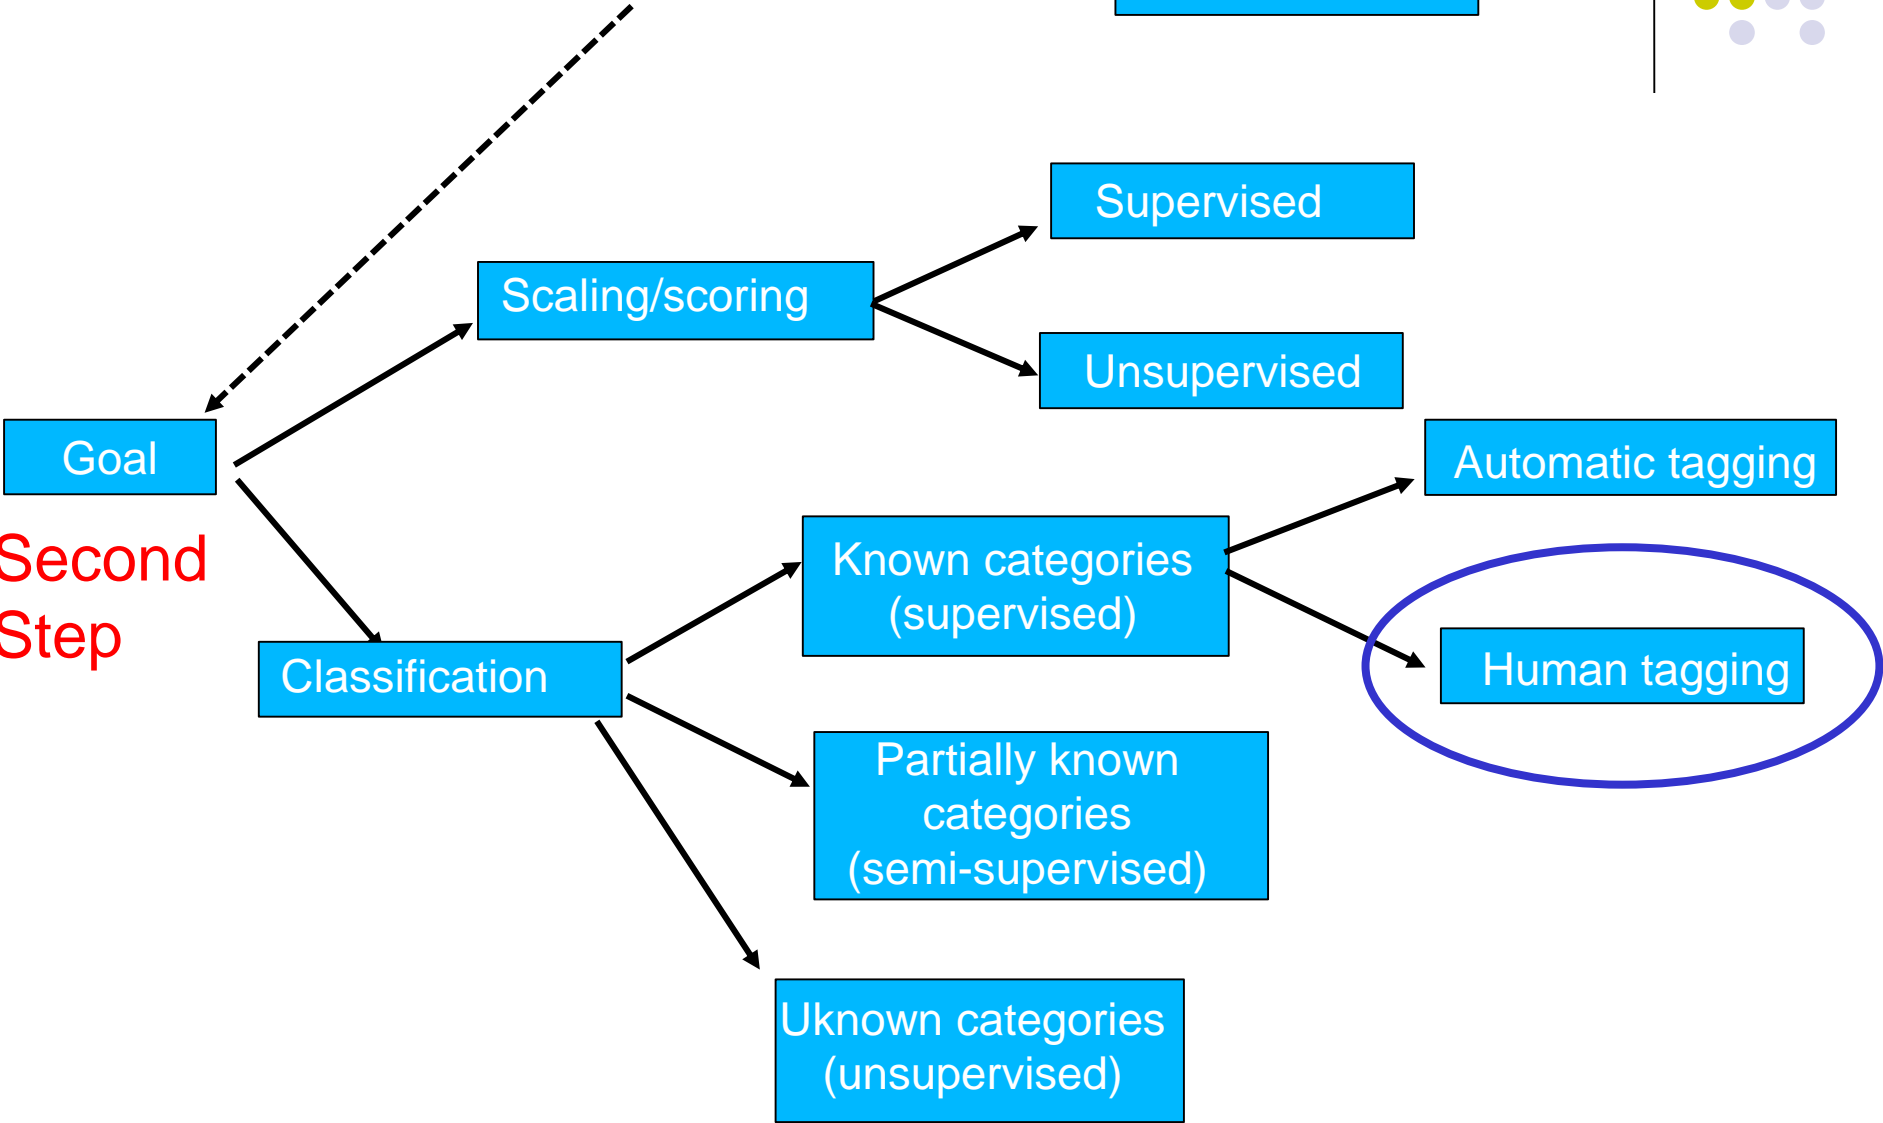 Supervised
Scaling/scoring
Unsupervised
Goal
Automatic tagging
Second
Step
Known categories
(supervised)
Human tagging
Classification
Partially known
categories
(semi-supervised)
Uknown categories
(unsupervised)